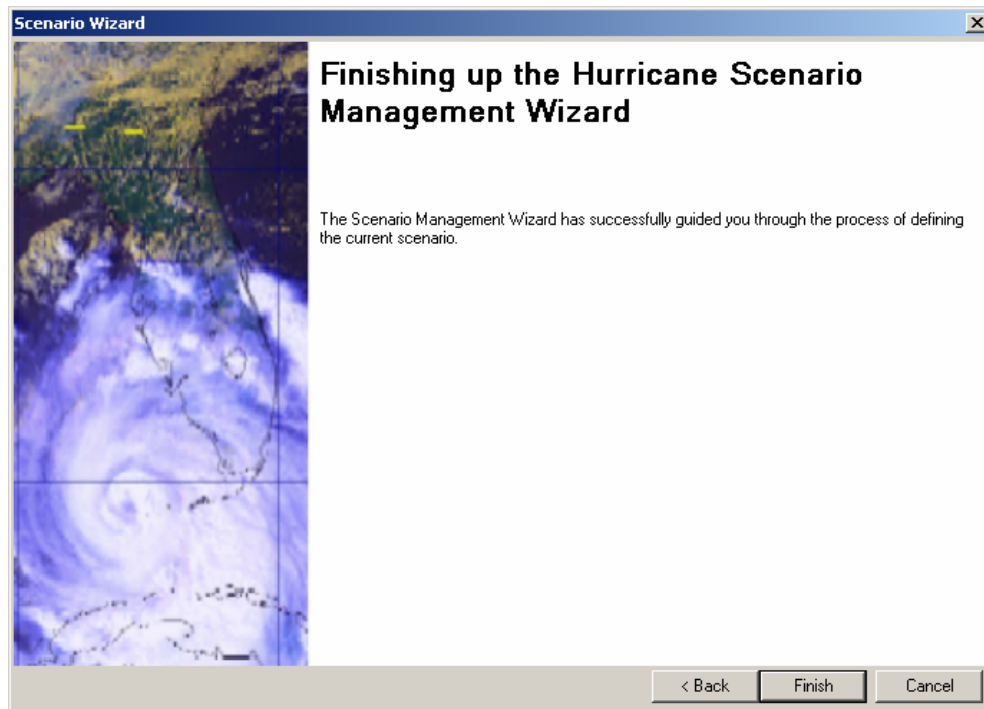 Scenario Wizard
Finishing up the Hurricane Scenario
Management Wizard
The Scenario Management Wizard has successfully guided you through the process of defining
the current scenario.
< Back Finish Cancel